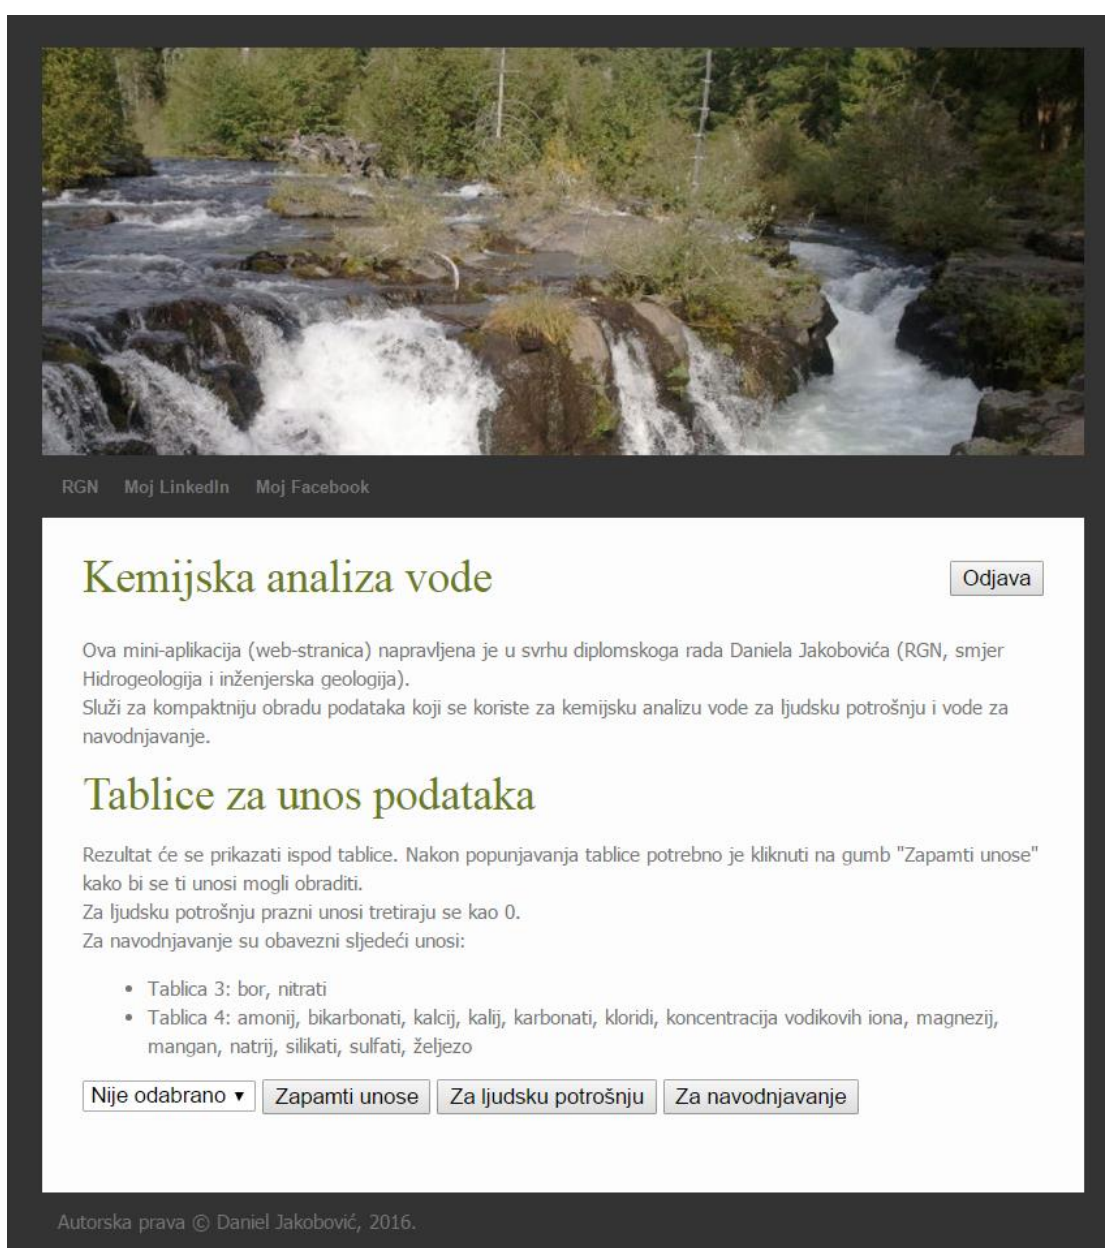 RGN Moj LinkedIn Moj Facebook
Kemijska analiza vode
Odjava
Ova mini-aplikacija (web-stranica) napravljena je u svrhu diplomskoga rada Daniela Jakobovića (RGN, smjer
Hidrogeologija i inženjerska geologija).
Služi za kompaktniju obradu podataka koji se koriste za kemijsku analizu vode za ljudsku potrošnju i vode za
navodnjavanje.
Tablice za unos podataka
Rezultat će se prikazati ispod tablice. Nakon popunjavanja tablice potrebno je kliknuti na gumb "Zapamti unose"
kako bi se ti unosi mogli obraditi.
Za ljudsku potrošnju prazni unosi tretiraju se kao 0.
Za navodnjavanje su obavezni sljedeći unosi:
• Tablica 3: bor, nitrati
• Tablica 4: amonij, bikarbonati, kalcij, kalij, karbonati, kloridi, koncentracija vodikovih iona, magnezij,
mangan, natrij, silikati, sulfati, željezo
Nije odabrano ▾ Zapamti unose Za ljudsku potrošnju Za navodnjavanje
Autorska prava © Daniel Jakobović, 2016.